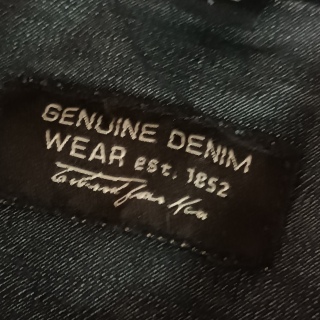 GENUINE DENIM
WEAR est. 1852